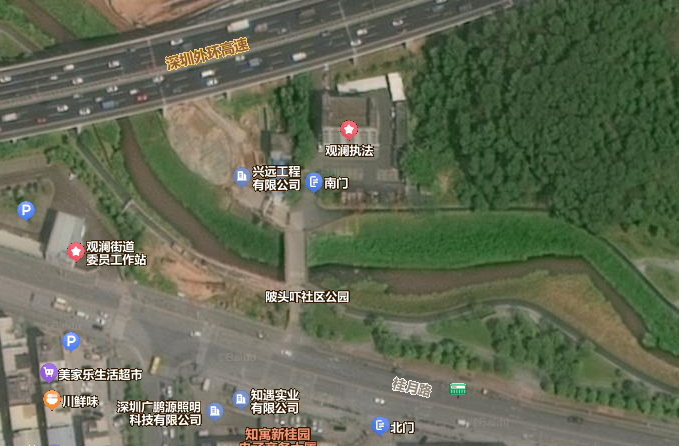 深圳外环高速
观澜执法
兴远工程
有限公司
南门
P
观澜街道
委员工作站
陂头吓社区公园
P
美家乐生活超市
川鲜味
深圳广鹏源照明
科技有限公司
知遇实业
有限公司
桂月路
北门
知寓新桂园